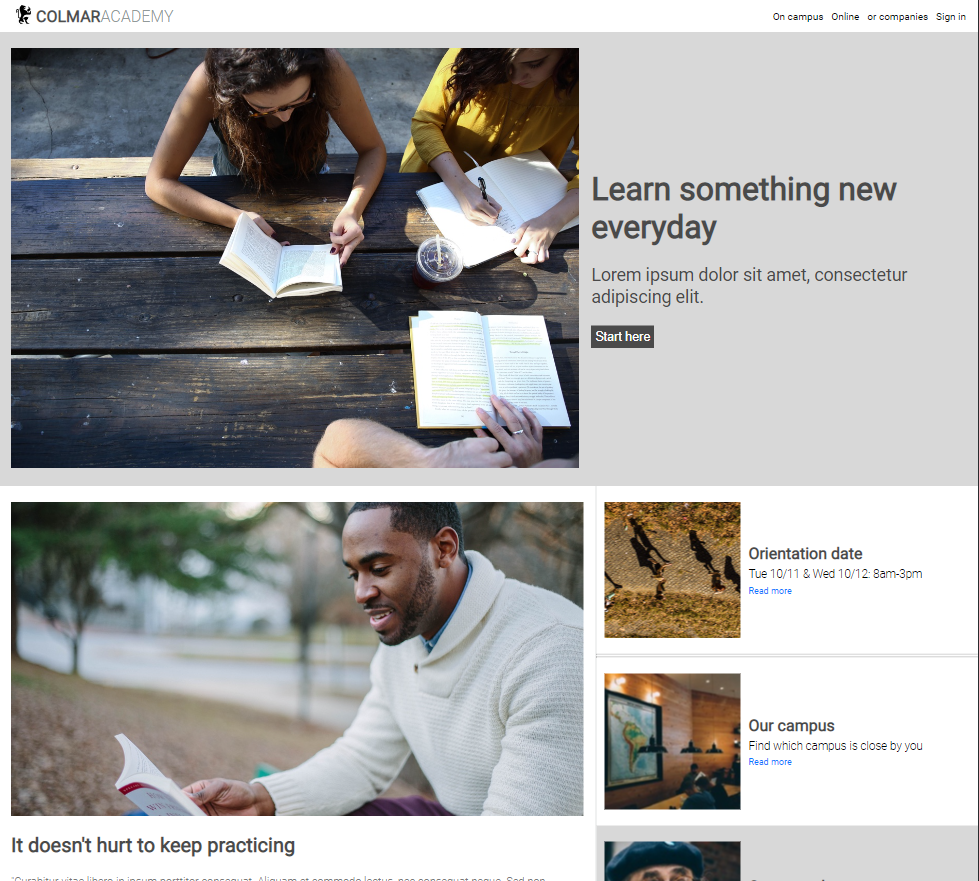 COLMARACADEMY
On campus Online or companies Sign in
Learn something new
everyday
Lorem ipsum dolor sit amet, consectetur
adipiscing elit.
Start here
Orientation date
Tue 10/11 & Wed 10/12: 8am-3pm
Read more
Our campus
Find which campus is close by you
Read more
It doesn't hurt to keep practicing
"Curabitur vitae libero in ipsum porttitor consequat. Aliquam et commodo lectus, nec consequat neque. Sed non